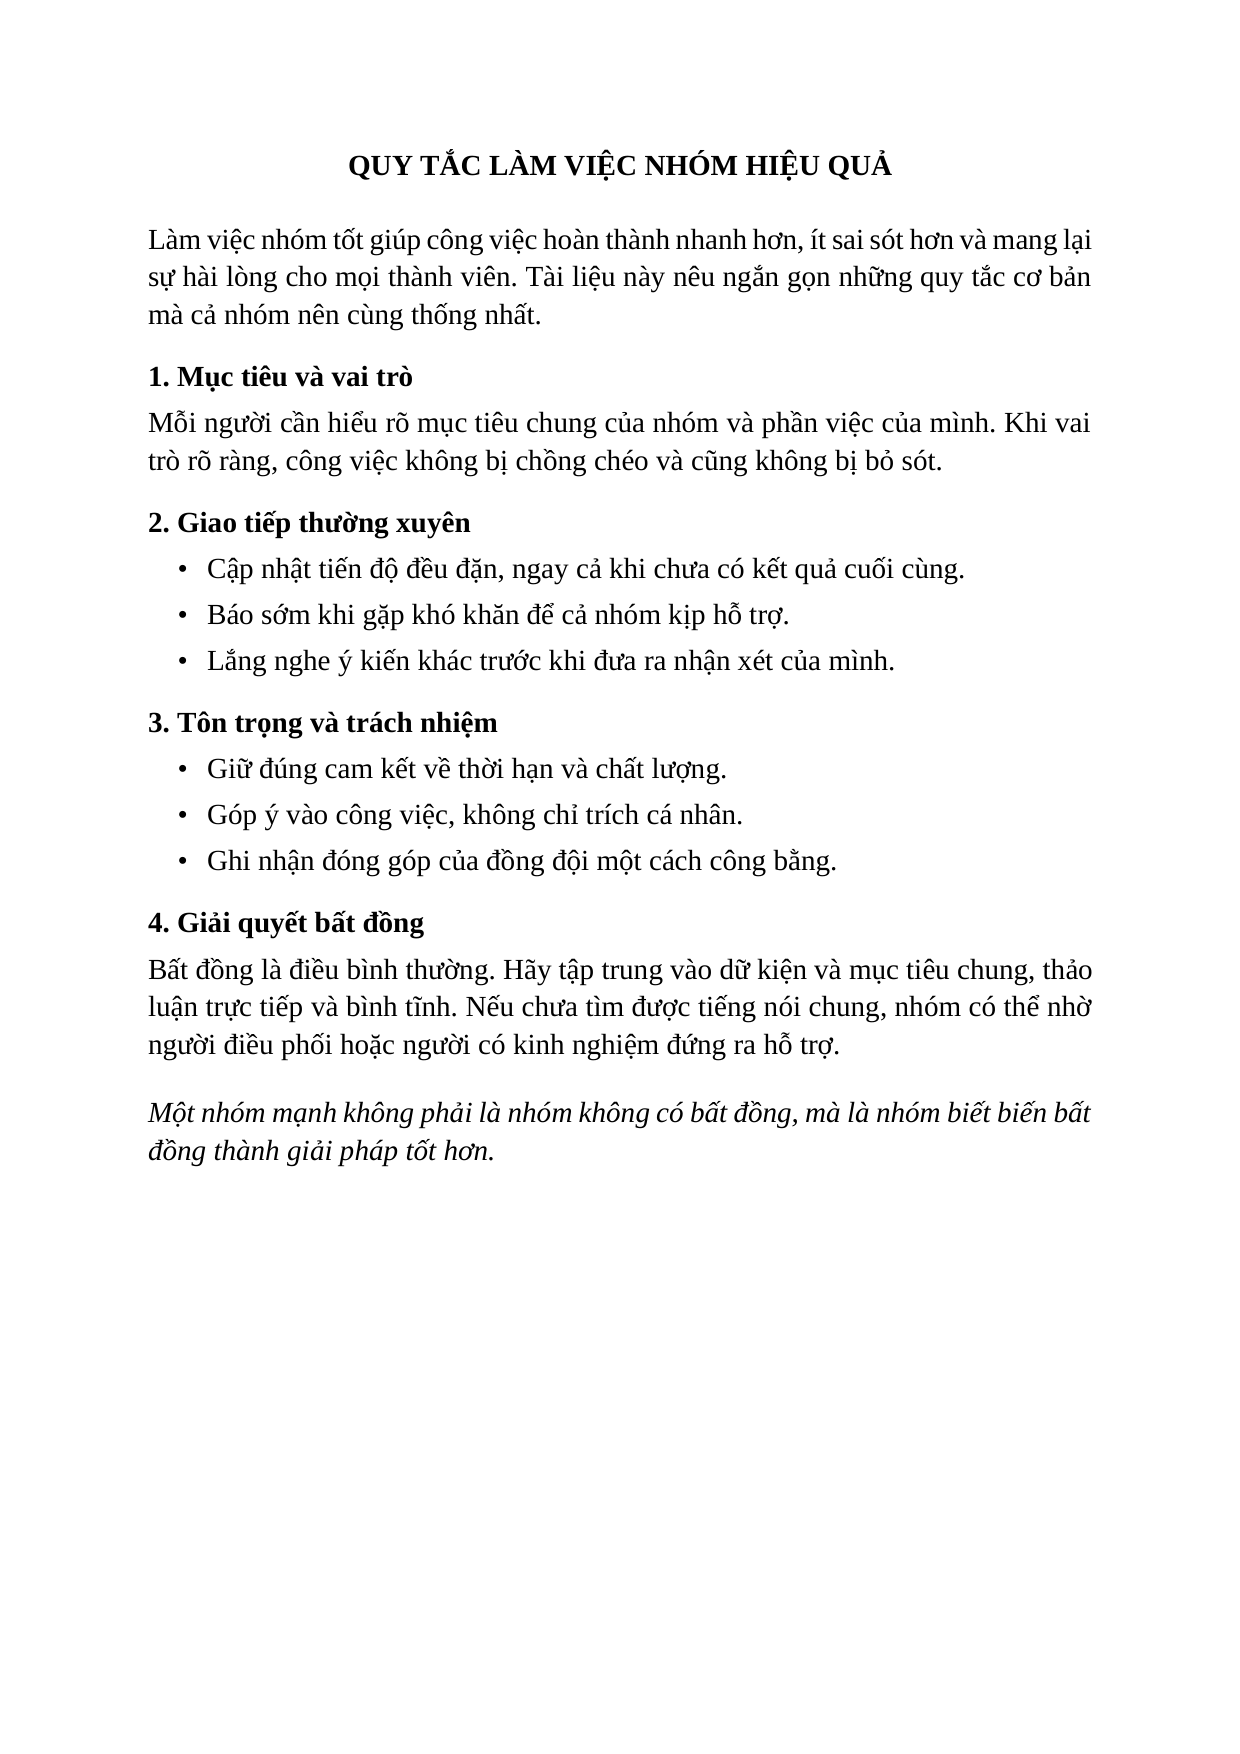 QUY TẮC LÀM VIỆC NHÓM HIỆU QUẢ
Làm việc nhóm tốt giúp công việc hoàn thành nhanh hơn, ít sai sót hơn và mang lại
sự hài lòng cho mọi thành viên. Tài liệu này nêu ngắn gọn những quy tắc cơ bản
mà cả nhóm nên cùng thống nhất.
1. Mục tiêu và vai trò
Mỗi người cần hiểu rõ mục tiêu chung của nhóm và phần việc của mình. Khi vai
trò rõ ràng, công việc không bị chồng chéo và cũng không bị bỏ sót.
2. Giao tiếp thường xuyên
• Cập nhật tiến độ đều đặn, ngay cả khi chưa có kết quả cuối cùng.
• Báo sớm khi gặp khó khăn để cả nhóm kịp hỗ trợ.
• Lắng nghe ý kiến khác trước khi đưa ra nhận xét của mình.
3. Tôn trọng và trách nhiệm
• Giữ đúng cam kết về thời hạn và chất lượng.
• Góp ý vào công việc, không chỉ trích cá nhân.
• Ghi nhận đóng góp của đồng đội một cách công bằng.
4. Giải quyết bất đồng
Bất đồng là điều bình thường. Hãy tập trung vào dữ kiện và mục tiêu chung, thảo
luận trực tiếp và bình tĩnh. Nếu chưa tìm được tiếng nói chung, nhóm có thể nhờ
người điều phối hoặc người có kinh nghiệm đứng ra hỗ trợ.
Một nhóm mạnh không phải là nhóm không có bất đồng, mà là nhóm biết biến bất
đồng thành giải pháp tốt hơn.